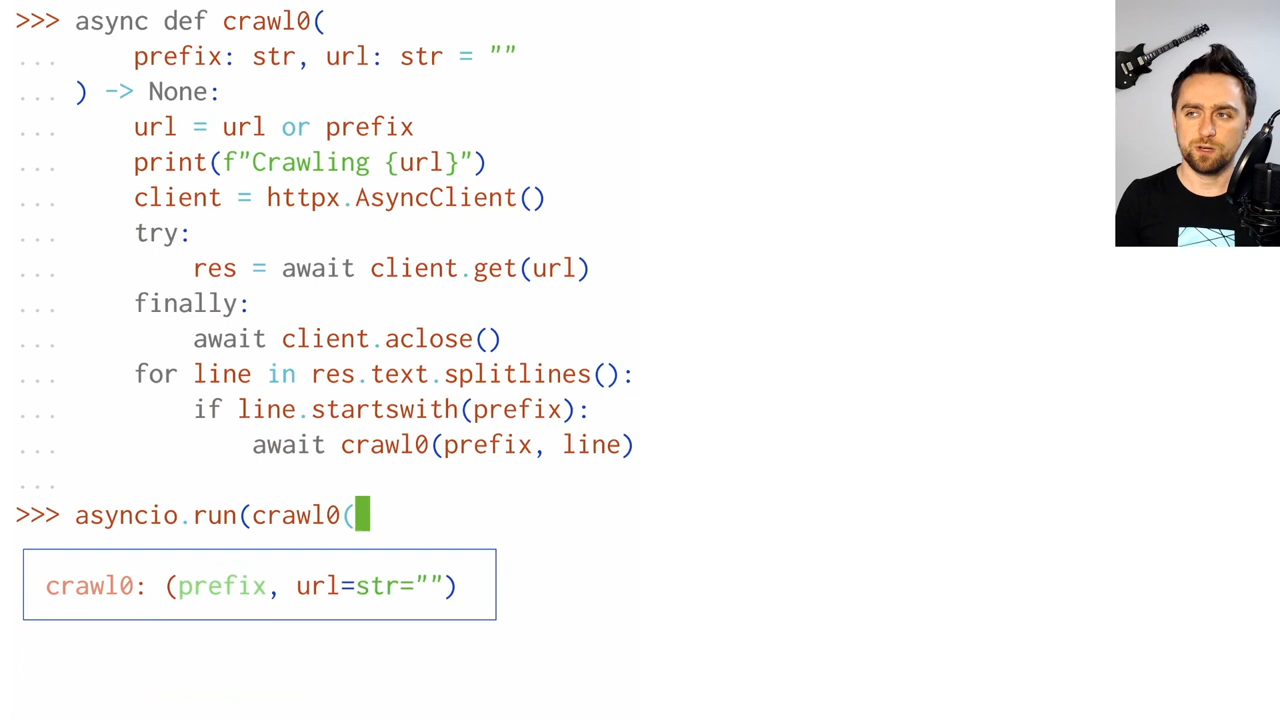 >>> async def crawl0(
...     prefix: str, url: str = ""
... ) -> None:
...     url = url or prefix
...     print(f"Crawling {url}")
...     client = httpx.AsyncClient()
...     try:
...         res = await client.get(url)
...     finally:
...         await client.aclose()
...     for line in res.text.splitlines():
...         if line.startswith(prefix):
...             await crawl0(prefix, line)
...
>>> asyncio.run(crawl0(
crawl0: (prefix, url=str="")